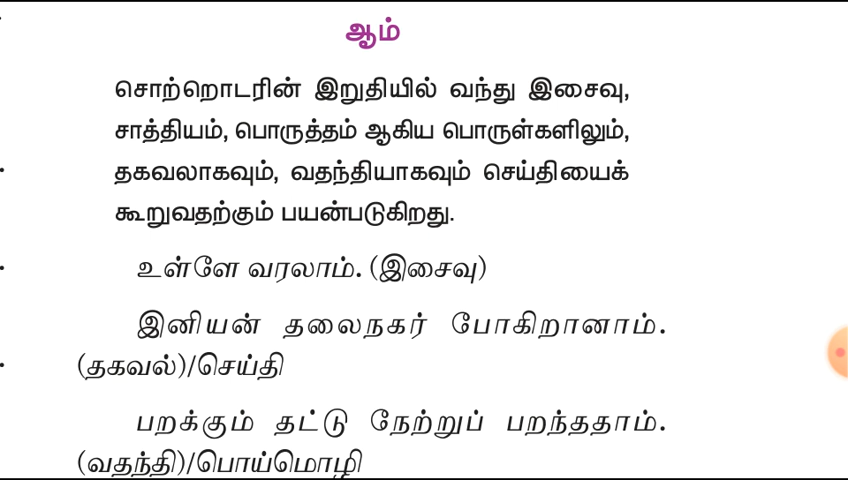 ஆம்
சொற்றொடரின் இறுதியில் வந்து இசைவு,
சாத்தியம், பொருத்தம் ஆகிய பொருள்களிலும்,
தகவலாகவும், வதந்தியாகவும் செய்தியைக்
கூறுவதற்கும் பயன்படுகிறது.
உள்ளே வரலாம். (இசைவு)
இனியன் தலைநகர் போகிறானாம்.
(தகவல்)/செய்தி
பறக்கும் தட்டு நேற்றுப் பறந்ததாம்.
(வதந்தி)/பொய்மொழி